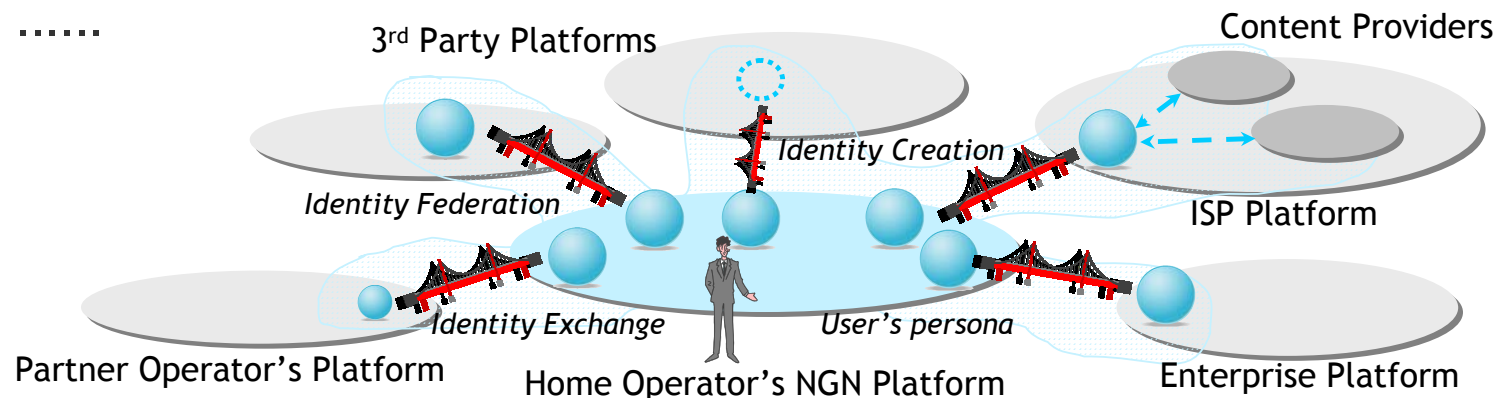 Content Providers
3rd Party Platforms
Identity Creation
Identity Federation
ISP Platform
Identity Exchange
User’s persona
Partner Operator’s Platform
Home Operator’s NGN Platform
Enterprise Platform